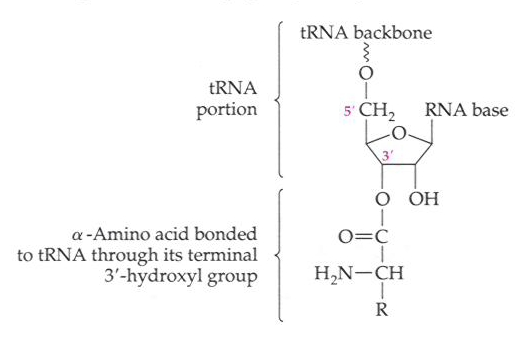 tRNA backbone
O
tRNA
portion
5′ CH₂
RNA base
O
3′
O
OH
α-Amino acid bonded
to tRNA through its terminal
3′-hydroxyl group
O=C
H₂N—CH
R